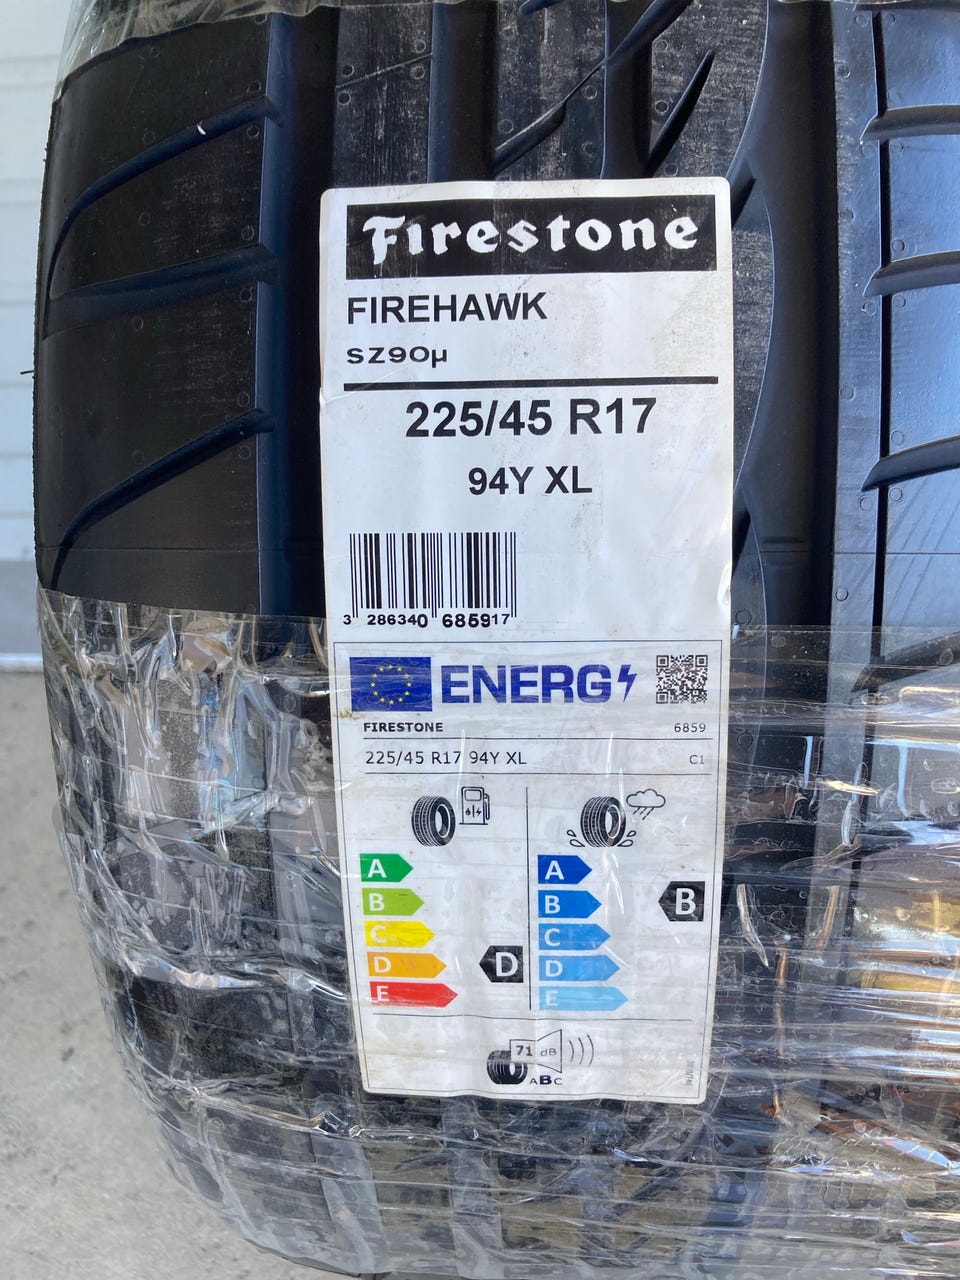 Firestone
FIREHAWK
SZ90µ
225/45 R17
94Y XL
3 286340 685917
ENERG
FIRESTONE 6859
225/45 R17 94Y XL C1
A A
B B B
C C
D D D
E E
71 dB
ABC